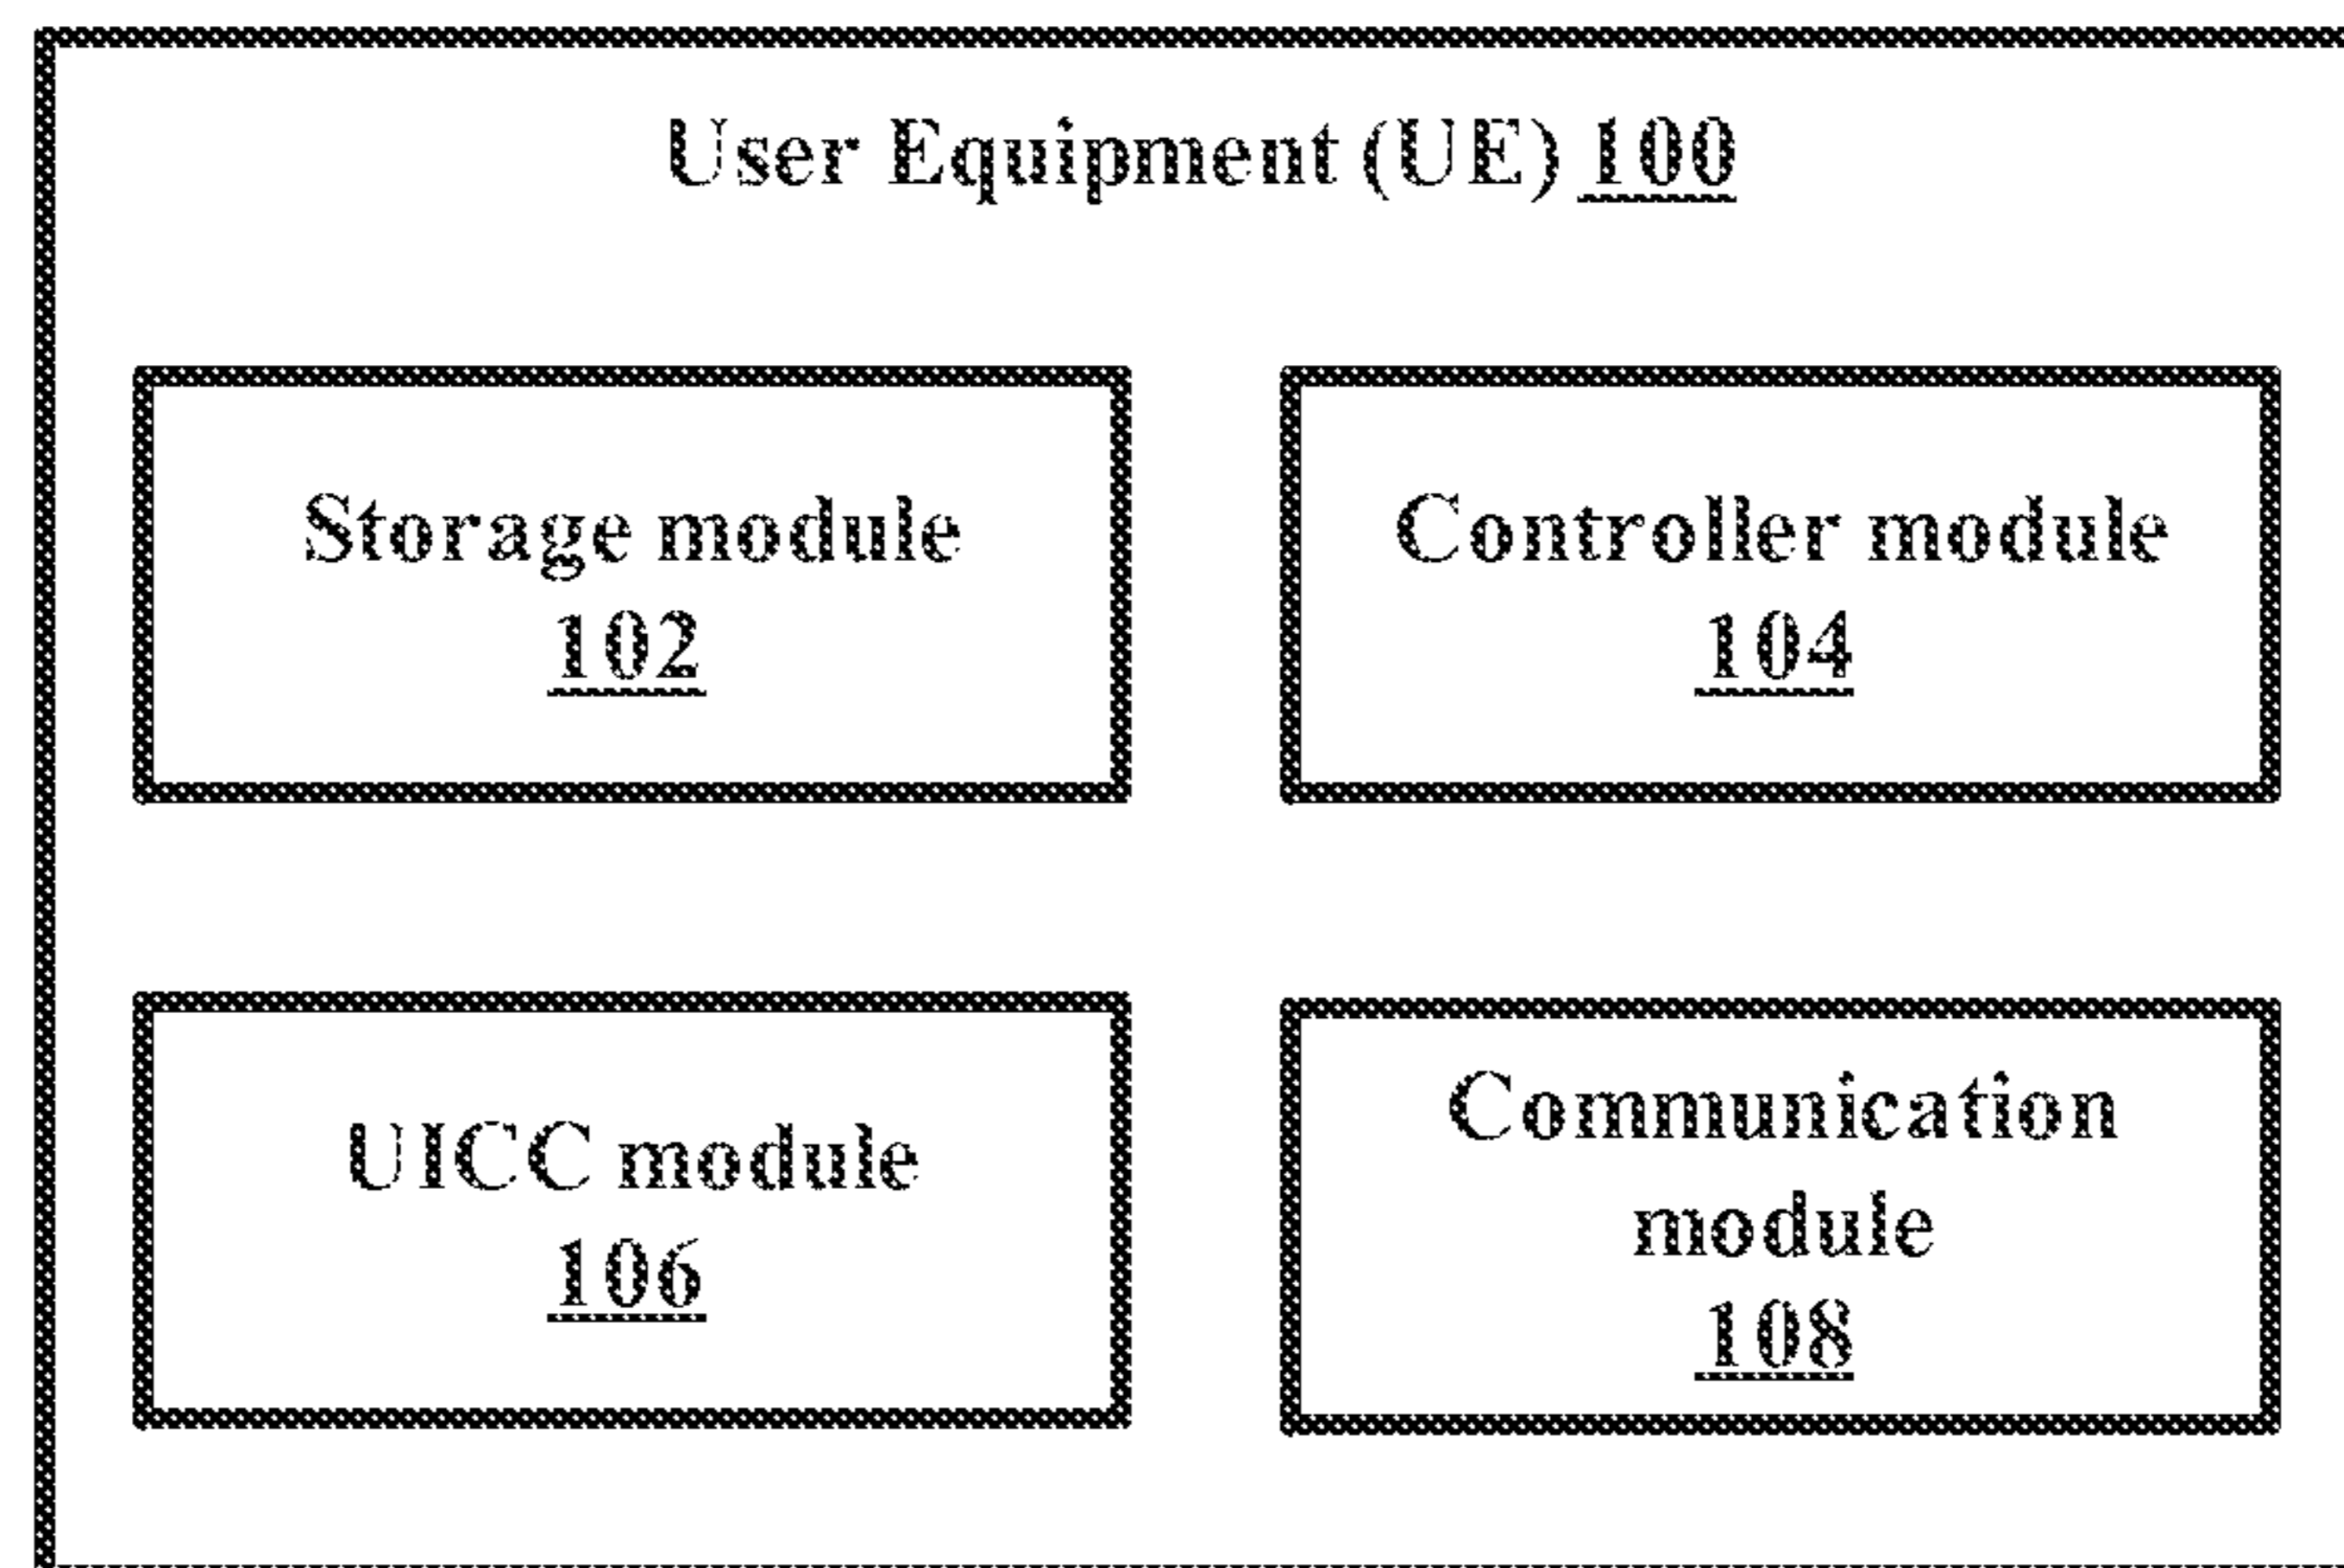 User Equipment (UE) 100
Storage module
102
Controller module
104
UICC module
106
Communication
module
108